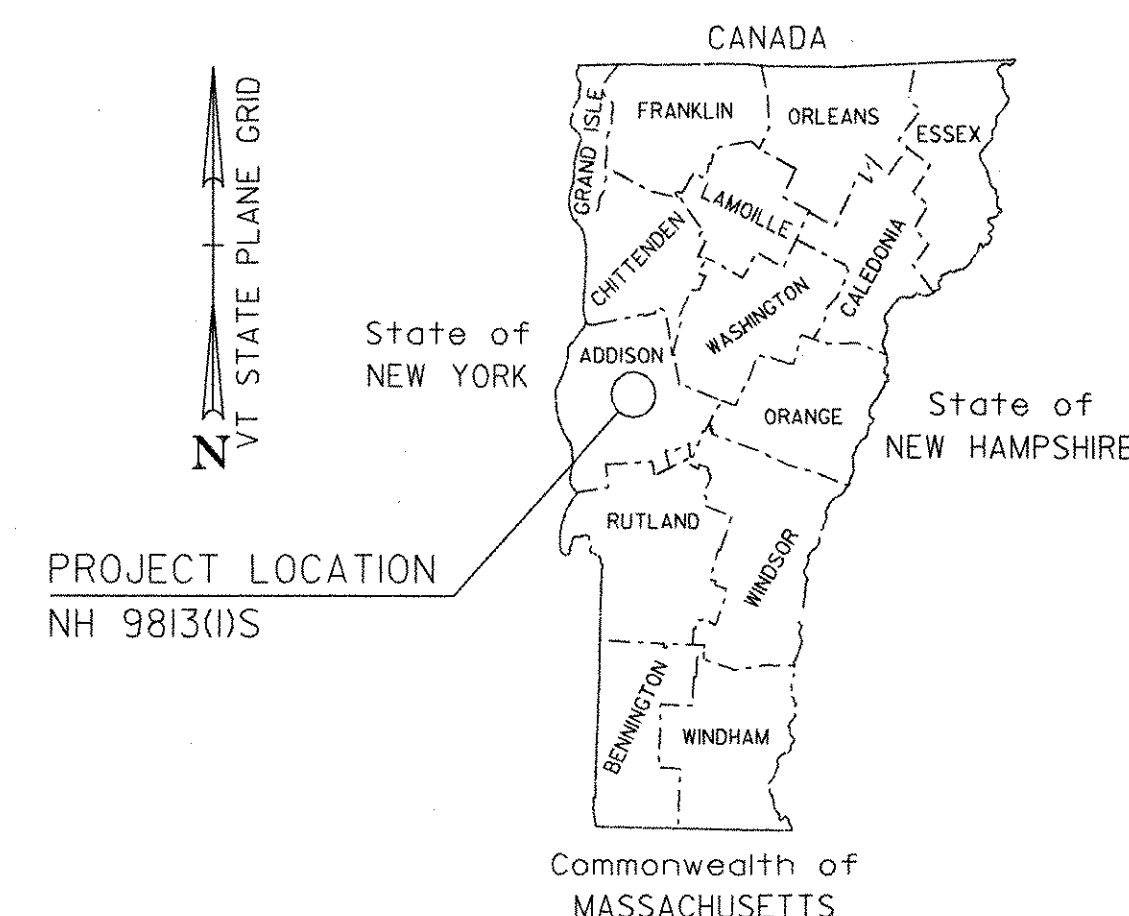 CANADA
VT STATE PLANE GRID
N
GRAND ISLE
FRANKLIN
ORLEANS
ESSEX
LAMOILLE
CHITTENDEN
CALEDONIA
WASHINGTON
State of
NEW YORK
ADDISON
ORANGE
State of
NEW HAMPSHIRE
RUTLAND
WINDSOR
PROJECT LOCATION
NH 9813(1)S
BENNINGTON
WINDHAM
Commonwealth of
MASSACHUSETTS